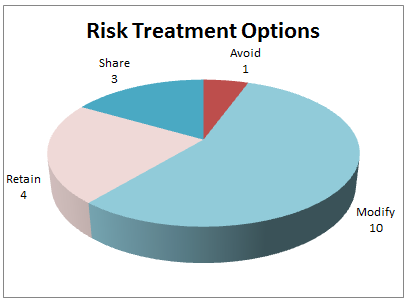 Risk Treatment Options
Avoid
1
Share
3
Retain
4
Modify
10